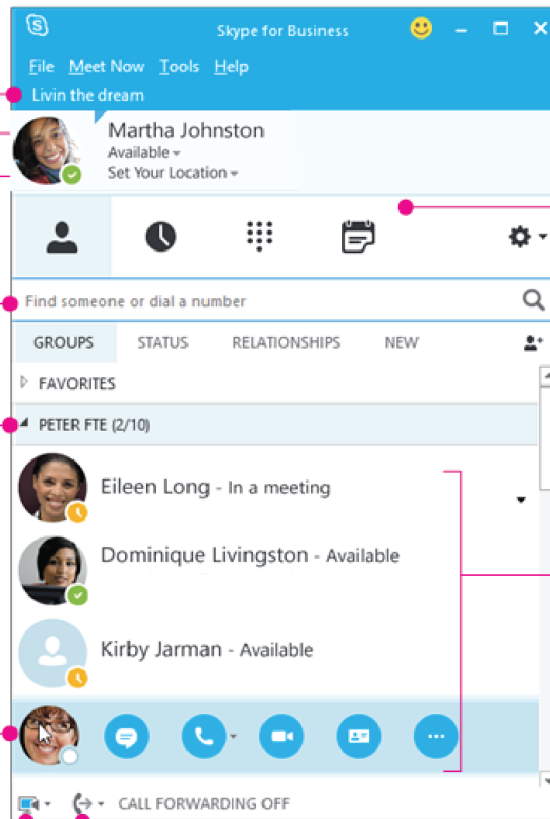 Skype for Business
File Meet Now Tools Help
Livin the dream
Martha Johnston
Available
Set Your Location
Find someone or dial a number
GROUPS STATUS RELATIONSHIPS NEW
FAVORITES
PETER FTE (2/10)
Eileen Long - In a meeting
Dominique Livingston - Available
Kirby Jarman - Available
CALL FORWARDING OFF